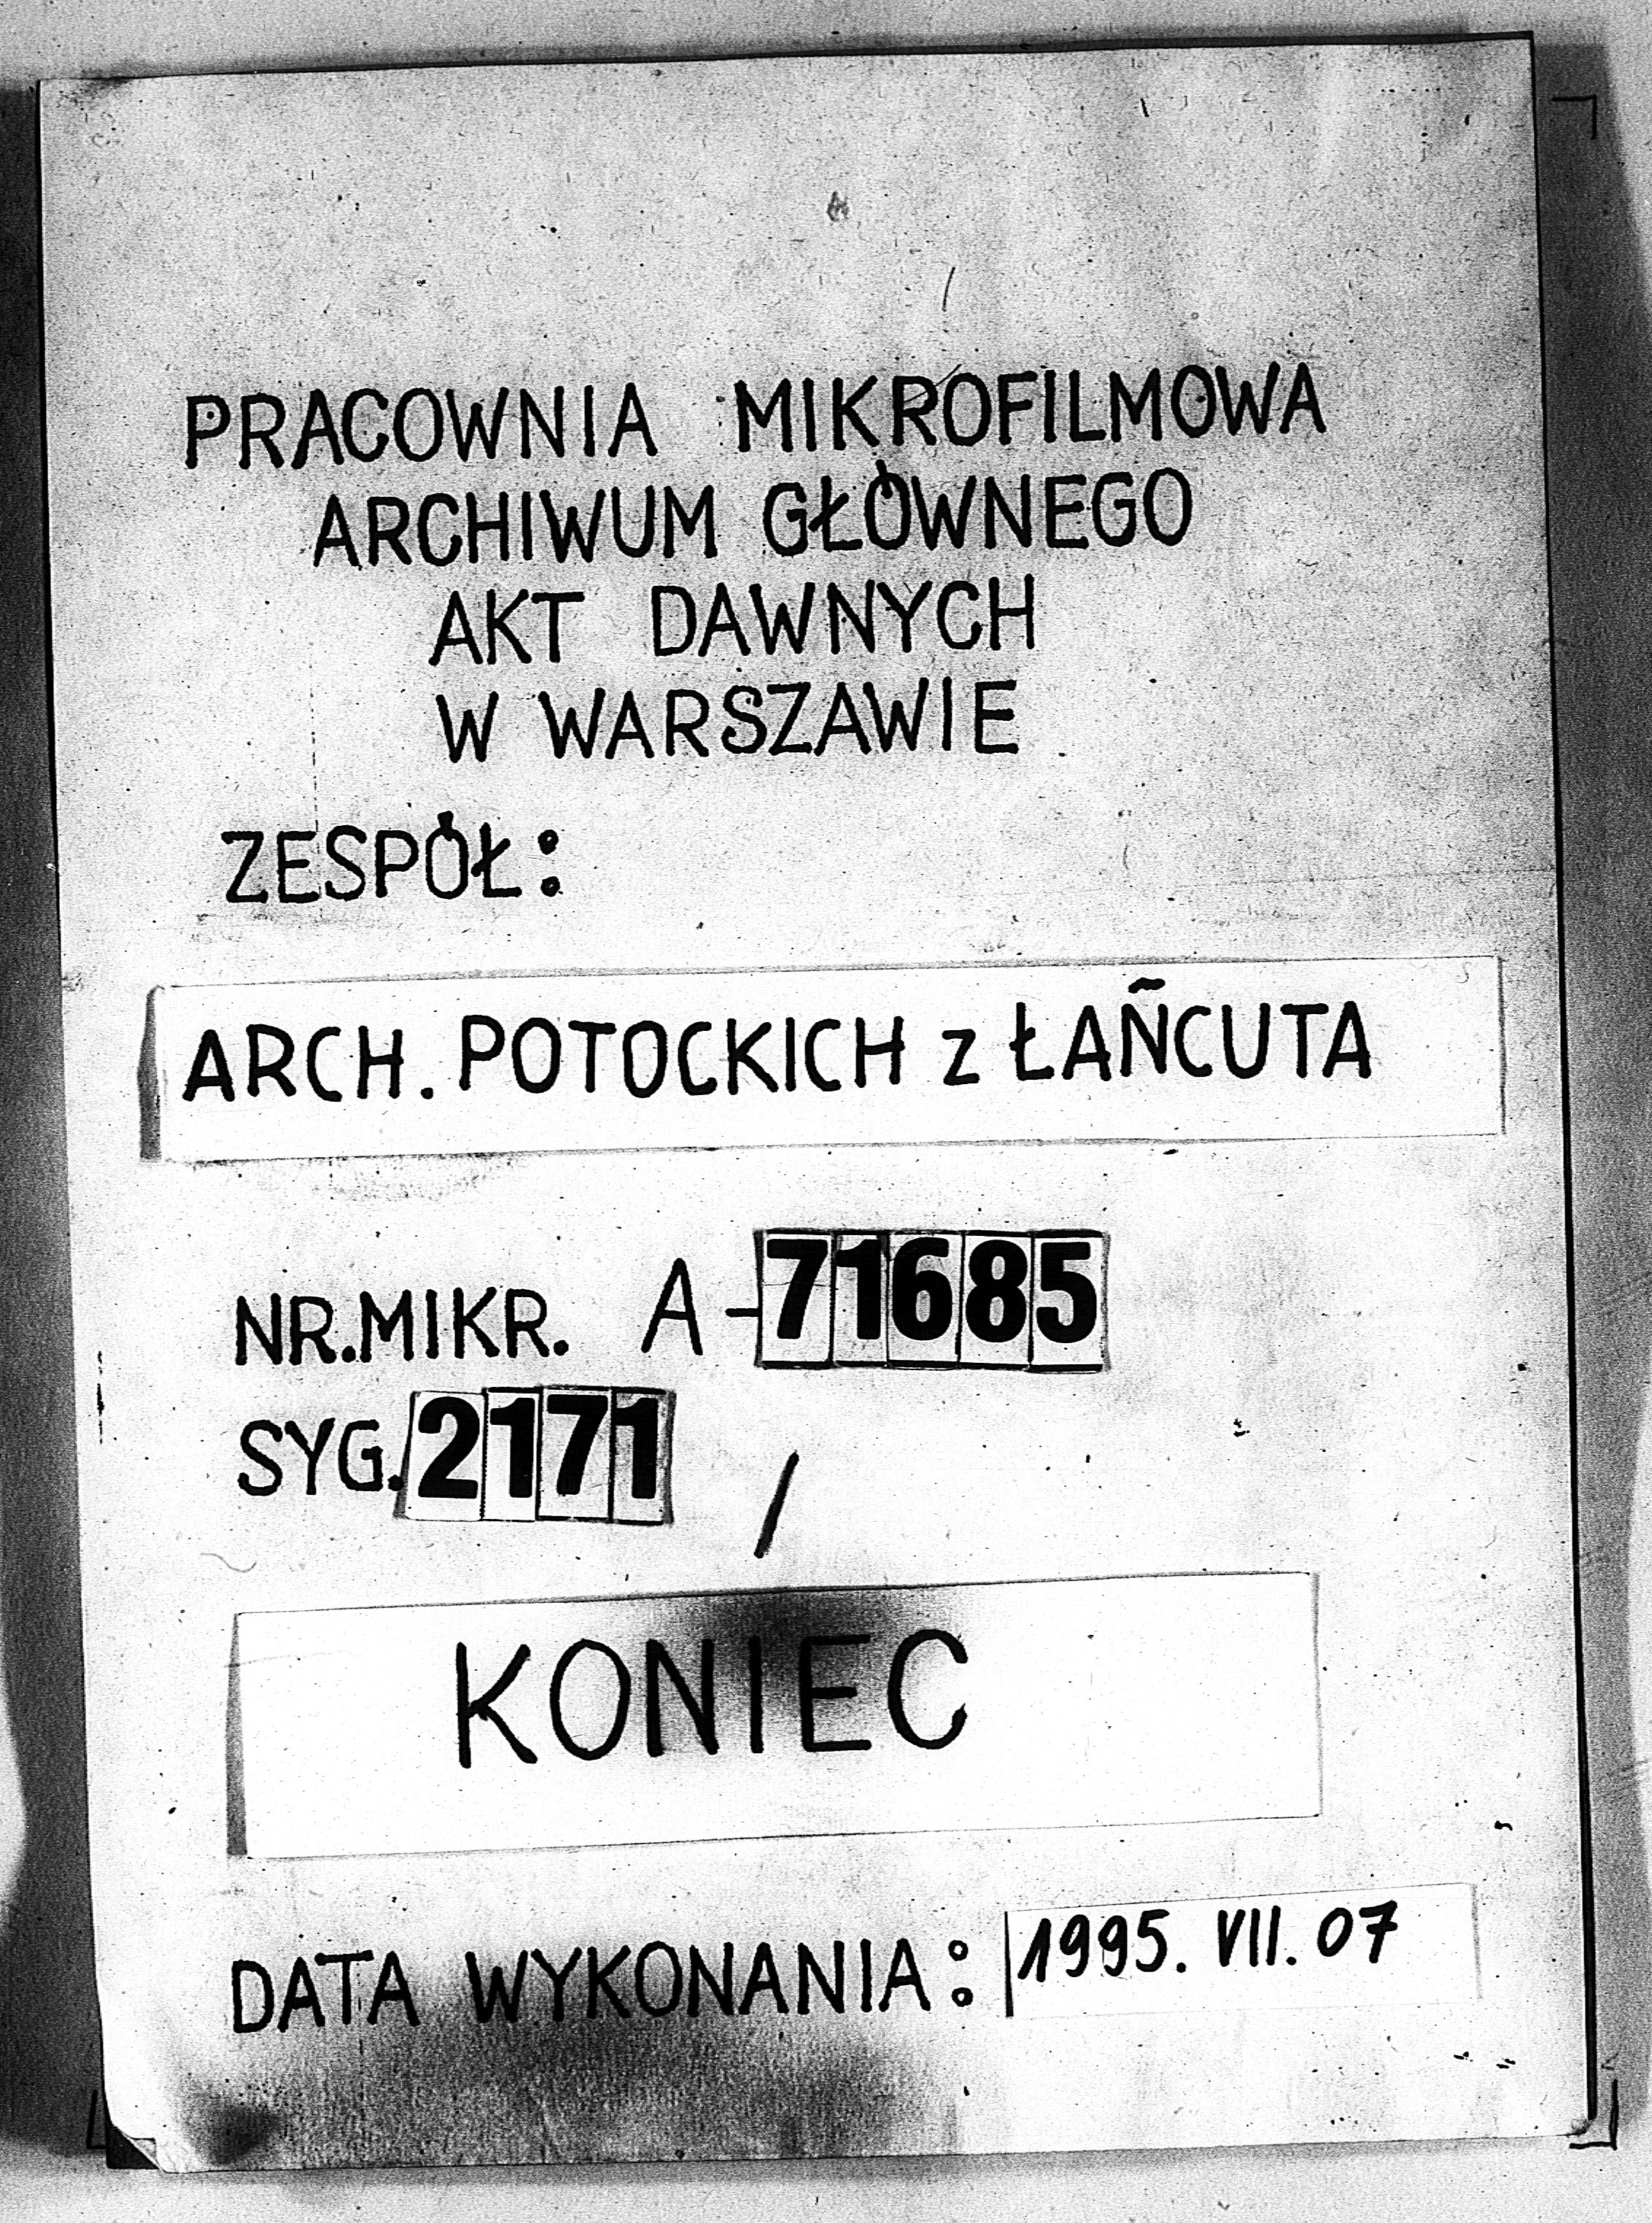 PRACOWNIA MIKROFILMOWA
ARCHIWUM GŁÓWNEGO
AKT DAWNYCH
W WARSZAWIE
ZESPÓŁ:
ARCH. POTOCKICH z ŁAŃCUTA
NR.MIKR. A-71685
SYG. 2171 /
KONIEC
DATA WYKONANIA: 1995. VII. 07